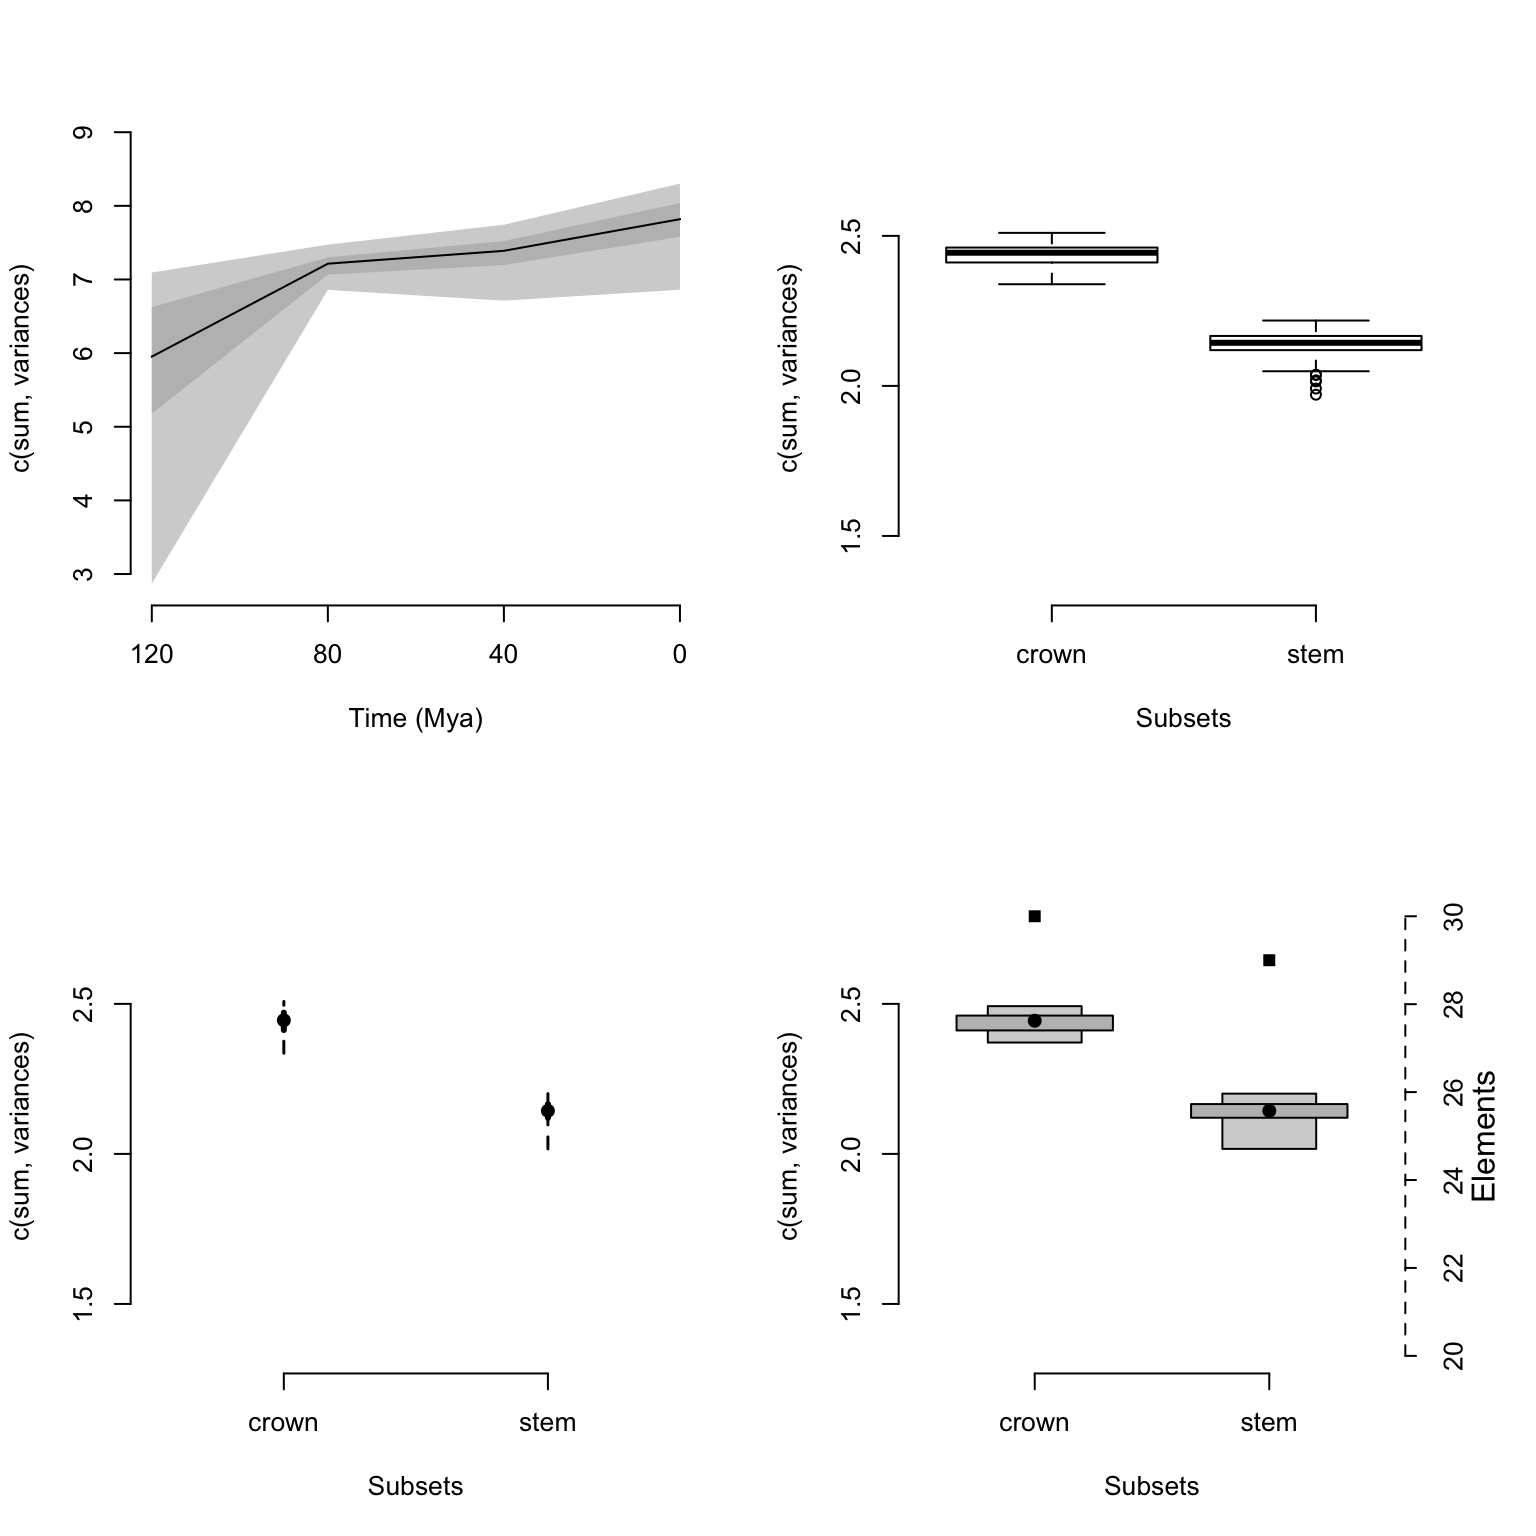 c(sum, variances)
9
8
7
6
5
4
3
120 80 40 0
Time (Mya)
c(sum, variances)
2.5
2.0
1.5
crown stem
Subsets
c(sum, variances)
2.5
2.0
1.5
crown stem
Subsets
c(sum, variances)
2.5
2.0
1.5
crown stem
Subsets
30
28
26
24
22
20
Elements